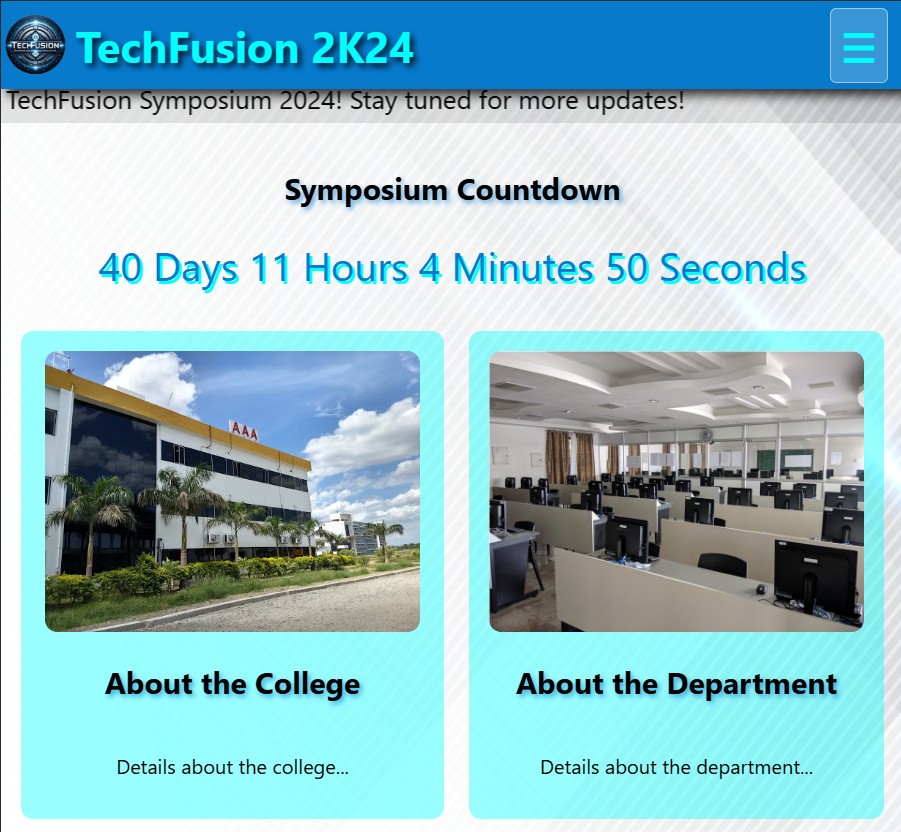 TECHFUSION
TechFusion 2K24
TechFusion Symposium 2024! Stay tuned for more updates!
Symposium Countdown
40 Days 11 Hours 4 Minutes 50 Seconds
AAA
About the College
About the Department
Details about the college...
Details about the department...